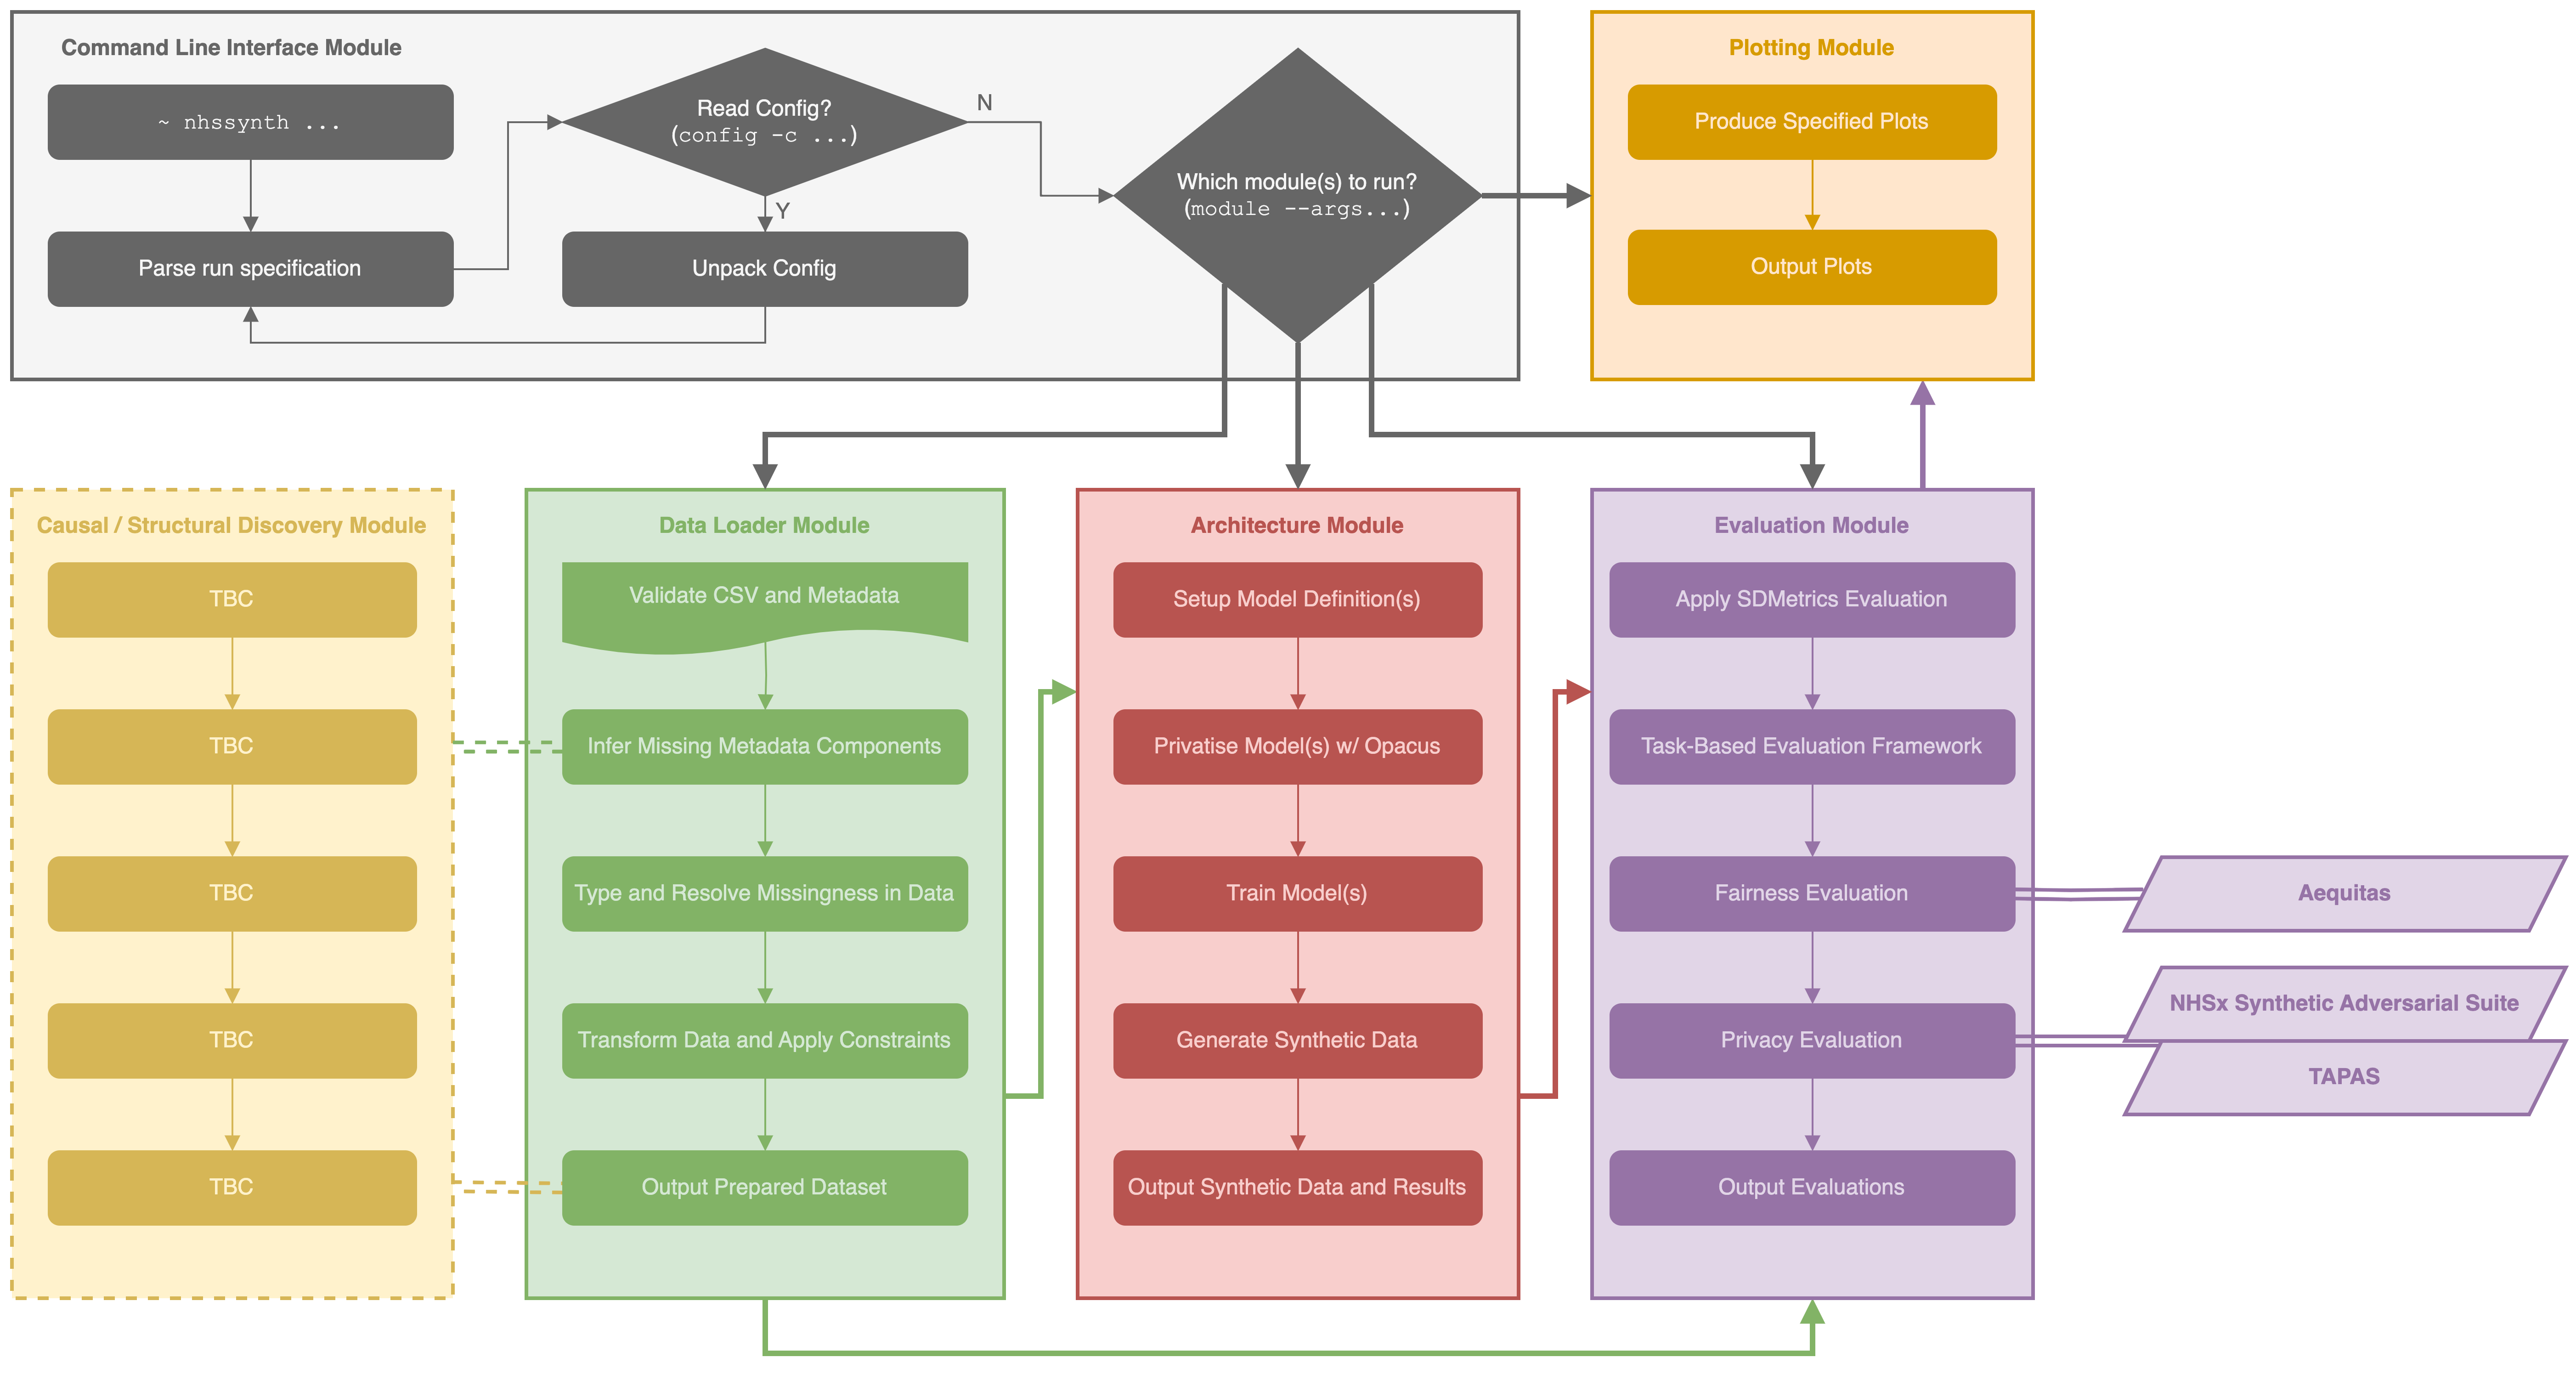 Command Line Interface Module
~ nhssynth ...
Parse run specification
Read Config?
(config -c ...)
N
Y
Unpack Config
Which module(s) to run?
(module --args...)
Plotting Module
Produce Specified Plots
Output Plots
Causal / Structural Discovery Module
TBC
TBC
TBC
TBC
TBC
Data Loader Module
Validate CSV and Metadata
Infer Missing Metadata Components
Type and Resolve Missingness in Data
Transform Data and Apply Constraints
Output Prepared Dataset
Architecture Module
Setup Model Definition(s)
Privatise Model(s) w/ Opacus
Train Model(s)
Generate Synthetic Data
Output Synthetic Data and Results
Evaluation Module
Apply SDMetrics Evaluation
Task-Based Evaluation Framework
Fairness Evaluation
Privacy Evaluation
Output Evaluations
Aequitas
NHSx Synthetic Adversarial Suite
TAPAS